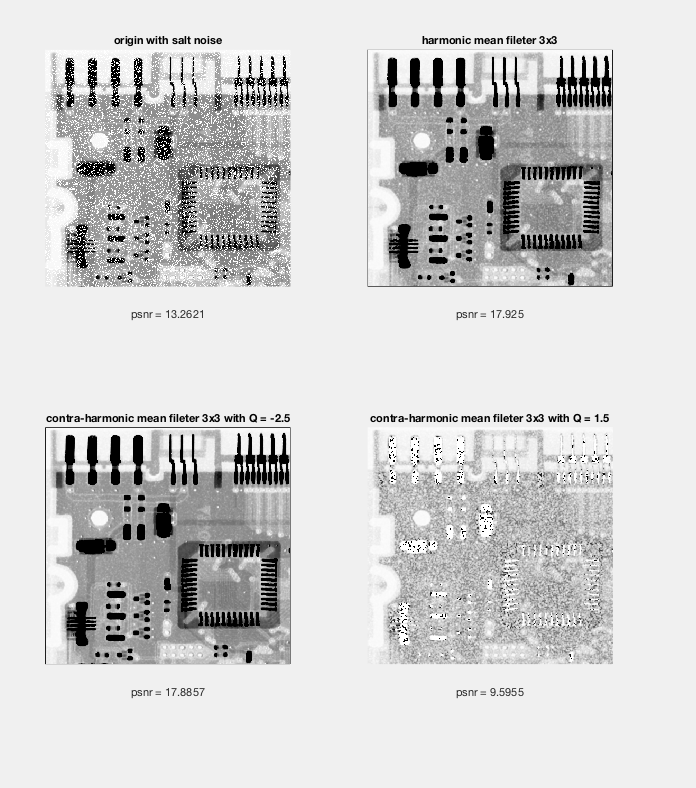 origin with salt noise
harmonic mean fileter 3x3
psnr = 13.2621
psnr = 17.925
contra-harmonic mean fileter 3x3 with Q = -2.5
contra-harmonic mean fileter 3x3 with Q = 1.5
psnr = 17.8857
psnr = 9.5955